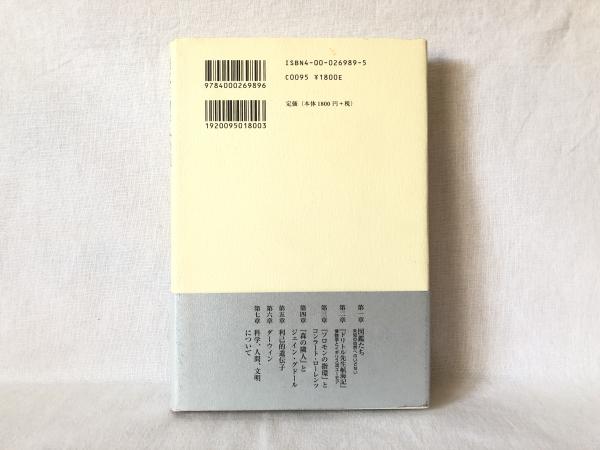 ISBN4-00-026989-5
C0095 ¥1800E
定価(本体1800円+税)
9784000269896
1920095018003
第一章 図鑑たち
第二章 『ドリトル先生航海記』
第三章 『ソロモンの指環』と
コンラート・ローレンツ
第四章 『森の隣人』と
ジェイン・グドール
第五章 利己的遺伝子
第六章 ダーウィン
第七章 科学、人間、文明
について